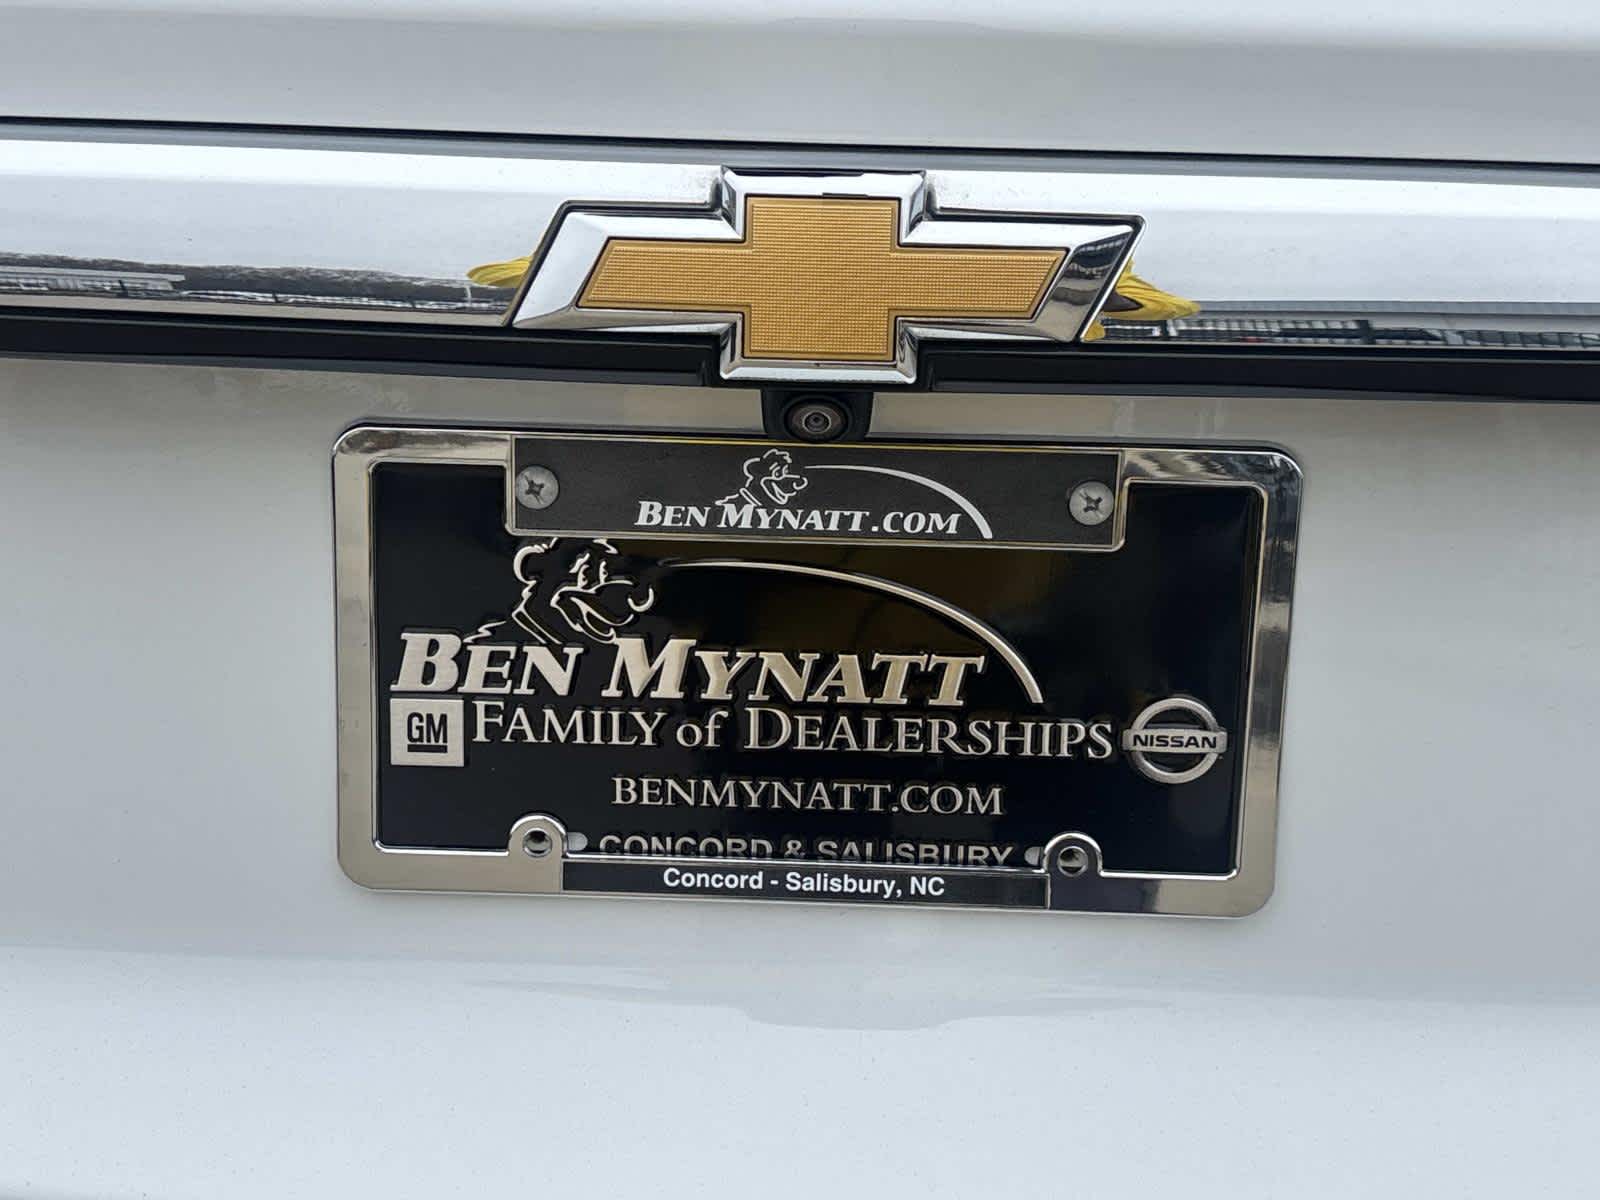 BEN MYNATT.COM
BEN MYNATT
GM FAMILY of DEALERSHIPS NISSAN
BENMYNATT.COM
CONCORD & SALISBURY
Concord - Salisbury, NC